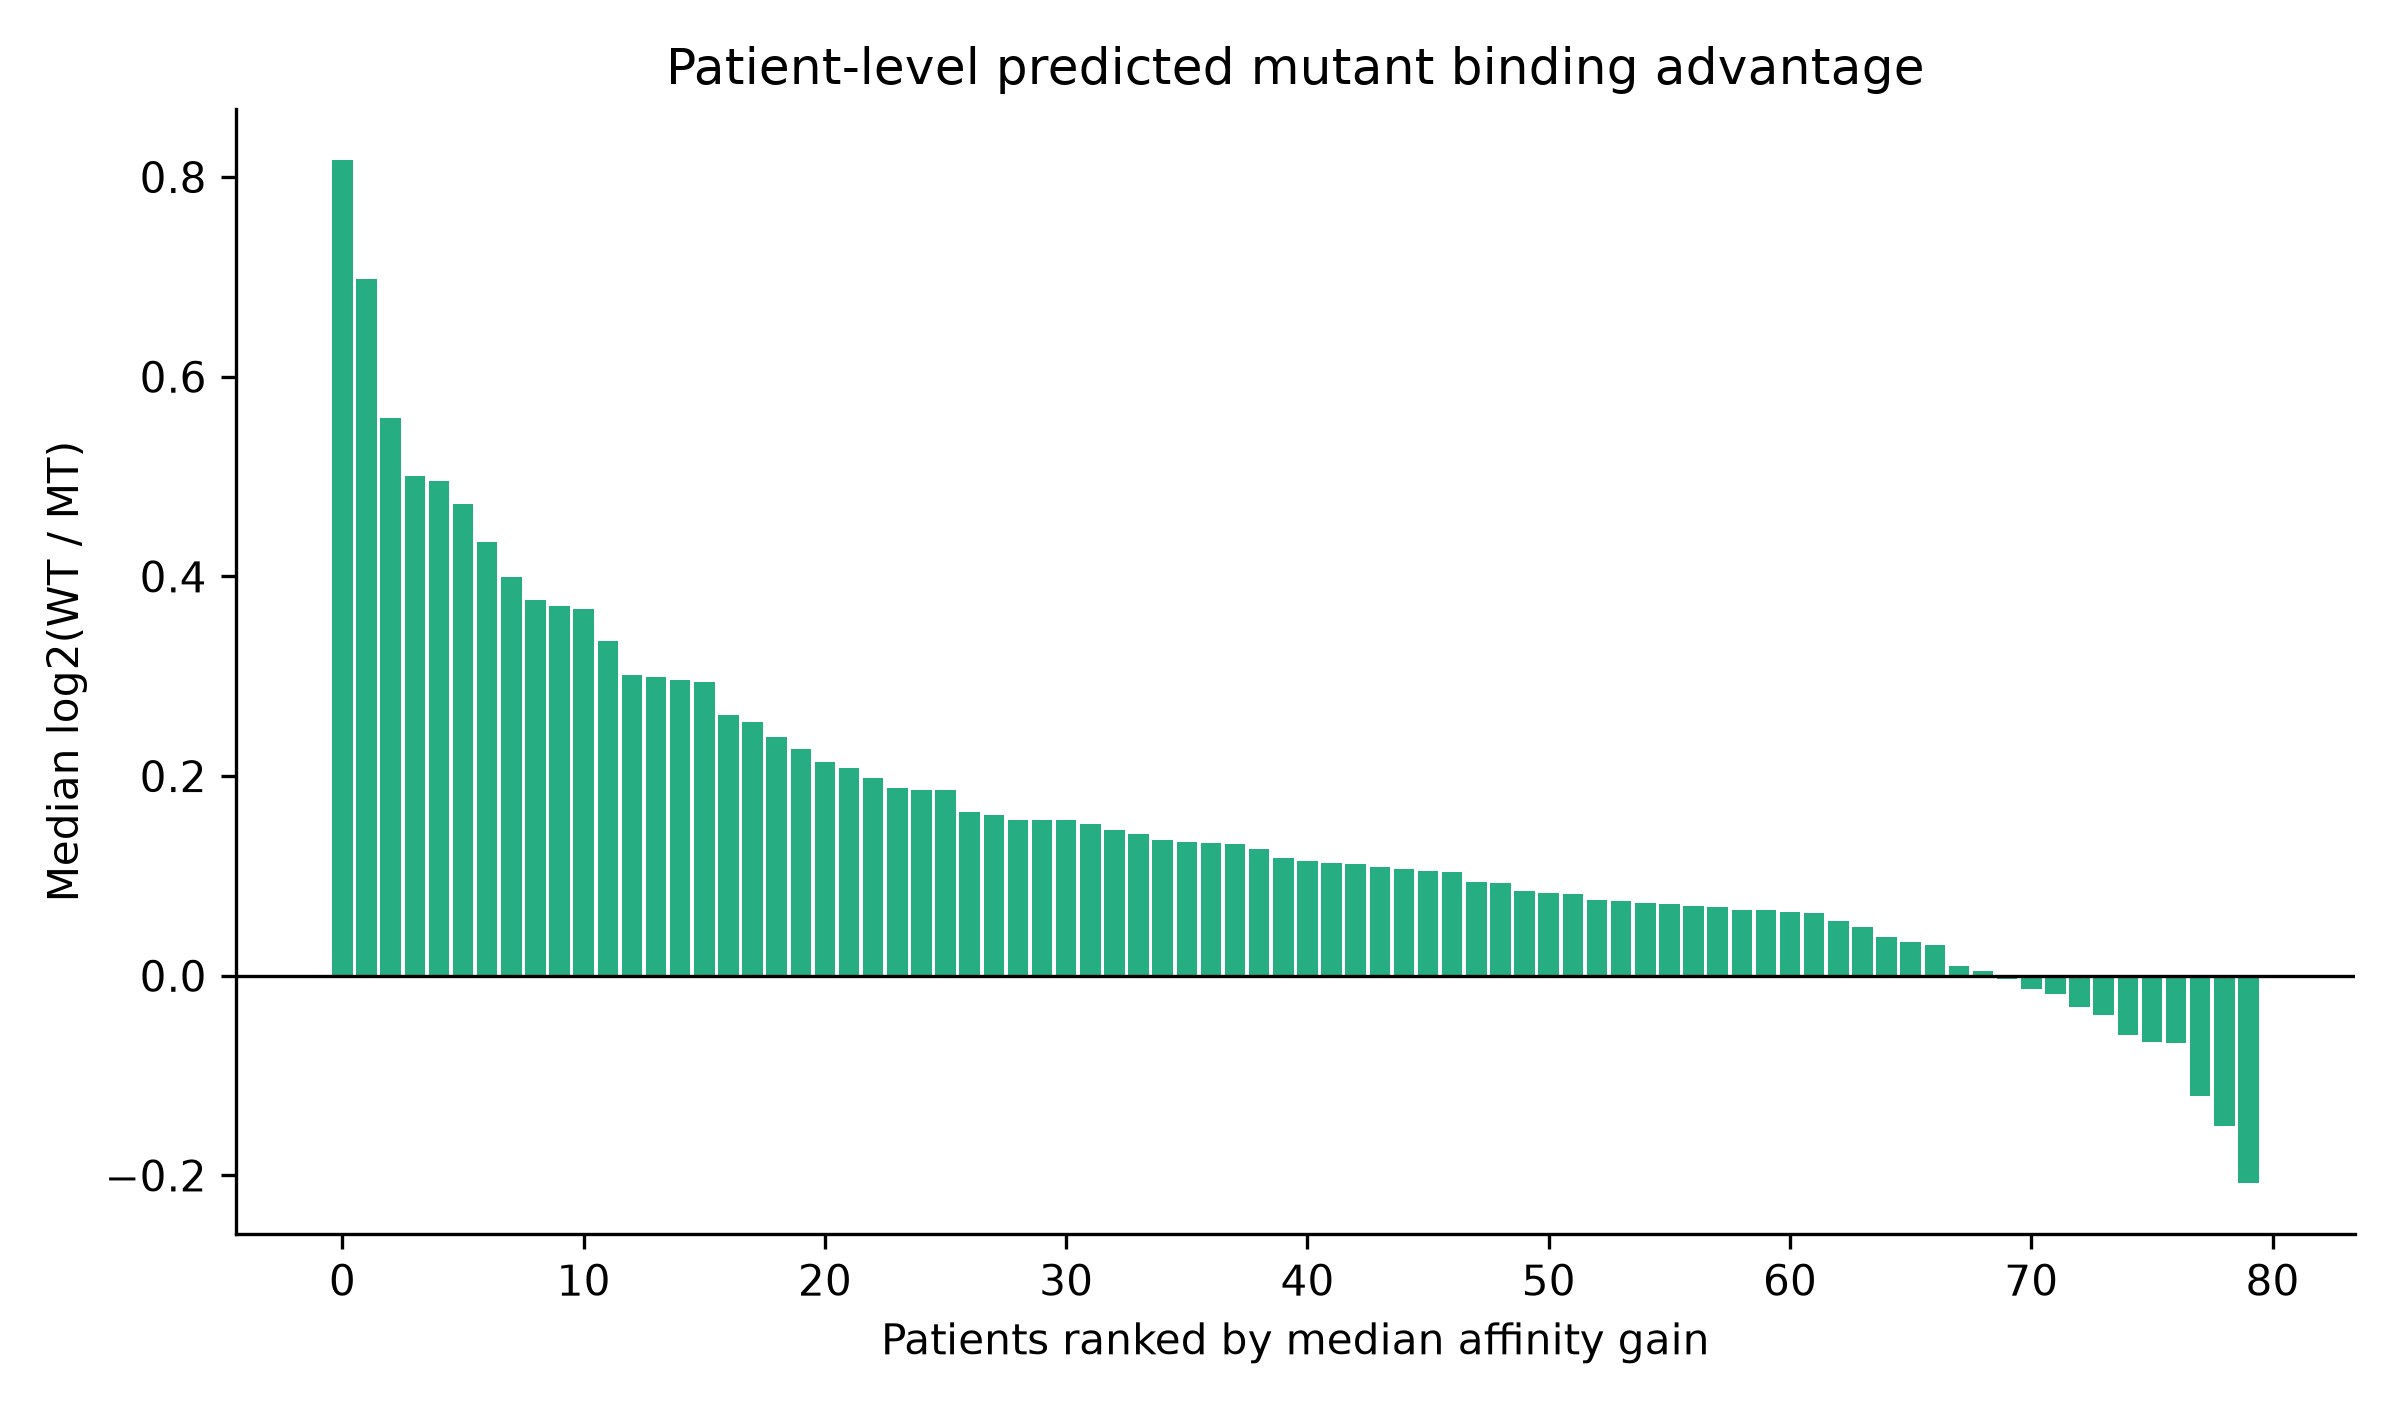 Patient-level predicted mutant binding advantage
Median log2(WT / MT)
0.8
0.6
0.4
0.2
0.0
−0.2
0 10 20 30 40 50 60 70 80
Patients ranked by median affinity gain